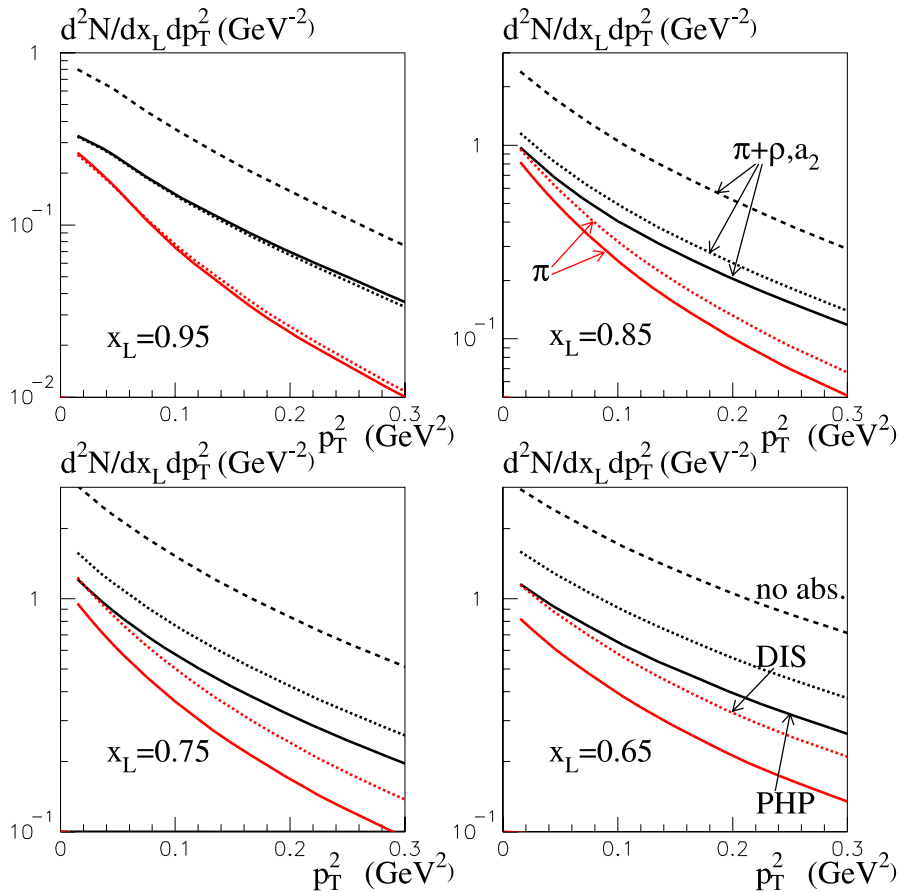 d²N/dx_L dp_T² (GeV⁻²)
1
10⁻¹
10⁻²
x_L=0.95
0 0.1 0.2 0.3
p_T² (GeV²)
d²N/dx_L dp_T² (GeV⁻²)
1
10⁻¹
π+ρ,a₂
π
x_L=0.85
0 0.1 0.2 0.3
p_T² (GeV²)
d²N/dx_L dp_T² (GeV⁻²)
1
10⁻¹
x_L=0.75
0 0.1 0.2 0.3
p_T² (GeV²)
d²N/dx_L dp_T² (GeV⁻²)
1
10⁻¹
no abs.
DIS
x_L=0.65
PHP
0 0.1 0.2 0.3
p_T² (GeV²)